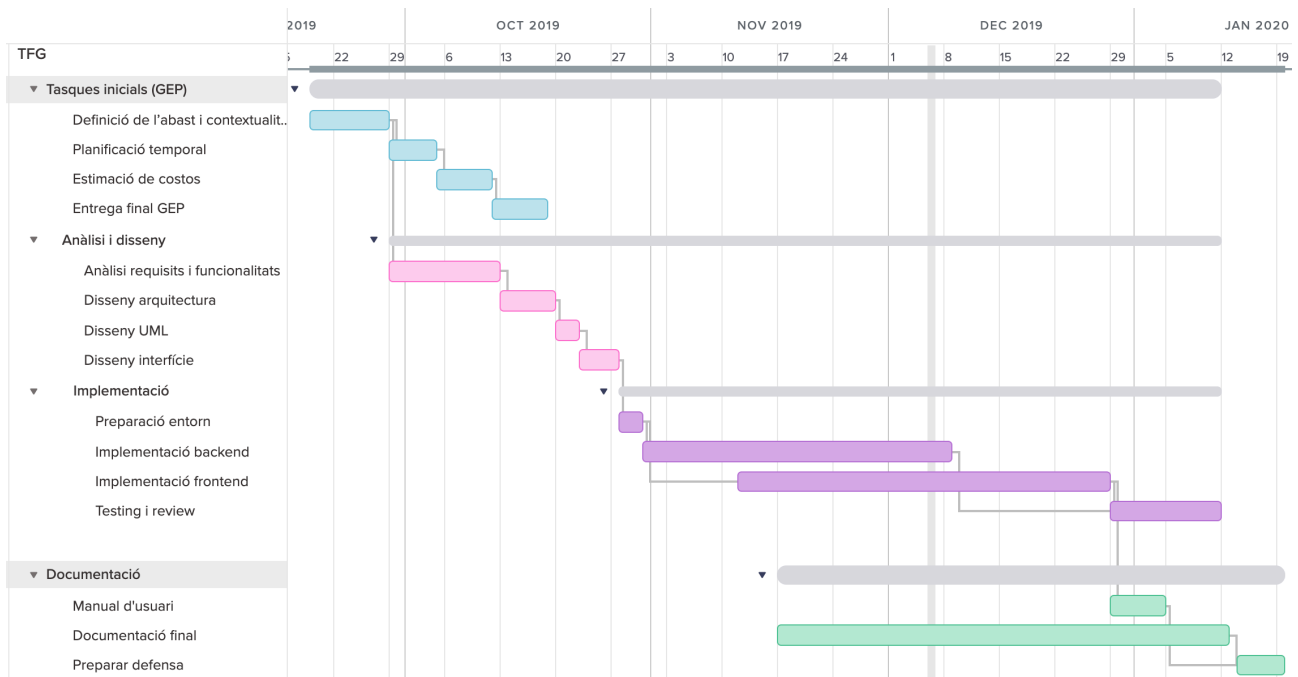 2019 OCT 2019 NOV 2019 DEC 2019 JAN 2020
TFG
22 29 6 13 20 27 3 10 17 24 1 8 15 22 29 5 12 19
Tasques inicials (GEP)
Definició de l'abast i contextualit..
Planificació temporal
Estimació de costos
Entrega final GEP
Anàlisi i disseny
Anàlisi requisits i funcionalitats
Disseny arquitectura
Disseny UML
Disseny interfície
Implementació
Preparació entorn
Implementació backend
Implementació frontend
Testing i review
Documentació
Manual d'usuari
Documentació final
Preparar defensa